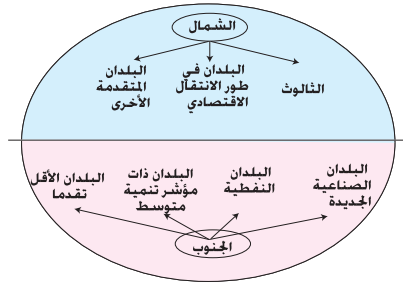 الشمال
الثالوث
البلدان في
طور الانتقال
الاقتصادي
البلدان
المتقدمة
الأخرى
البلدان
الصناعية
الجديدة
البلدان
النفطية
البلدان ذات
مؤشر تنمية
متوسط
البلدان الأقل
تقدما
الجنوب